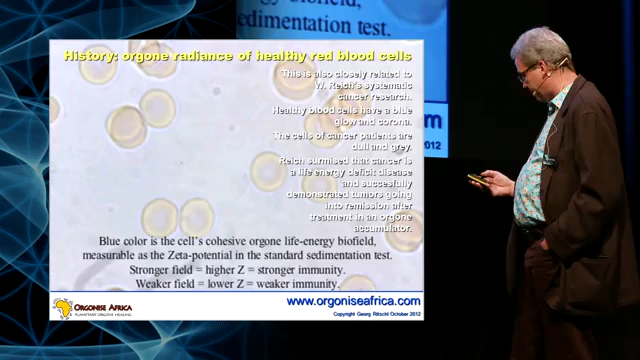 gy biofield,
edimentation test.
History: orgone radiance of healthy red blood cells
This is also closely related to
W. Reich's systematic
cancer research.
Healthy blood cells have a blue
glow and corona.
The cells of cancer patients are
dull and grey.
Reich surmised that cancer is
a life energy deficit disease
and succesfully
demonstrated tumors going
into remission after
treatment in an orgone
accumulator.
Blue color is the cell's cohesive orgone life-energy biofield,
measurable as the Zeta-potential in the standard sedimentation test.
Stronger field = higher Z = stronger immunity.
Weaker field = lower Z = weaker immunity.
ORGONISE AFRICA
PLANETARY ORGONE HEALING
www.orgoniseafrica.com
Copyright Georg Ritschl October 2012
om
2012